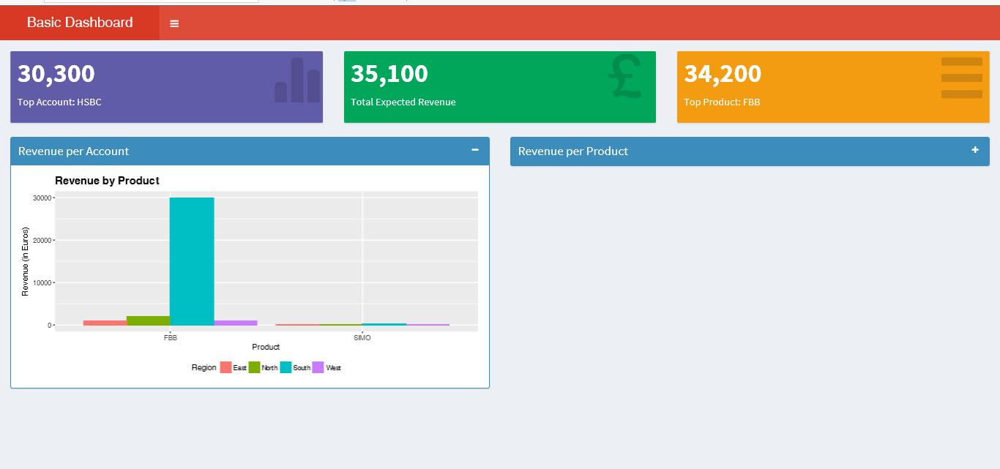 Basic Dashboard
30,300
Top Account: HSBC
35,100
Total Expected Revenue
£
34,200
Top Product: FBB
Revenue per Account
Revenue per Product
Revenue by Product
Revenue (in Euros)
30000
20000
10000
0
FBB SIMO
Product
Region East North South West